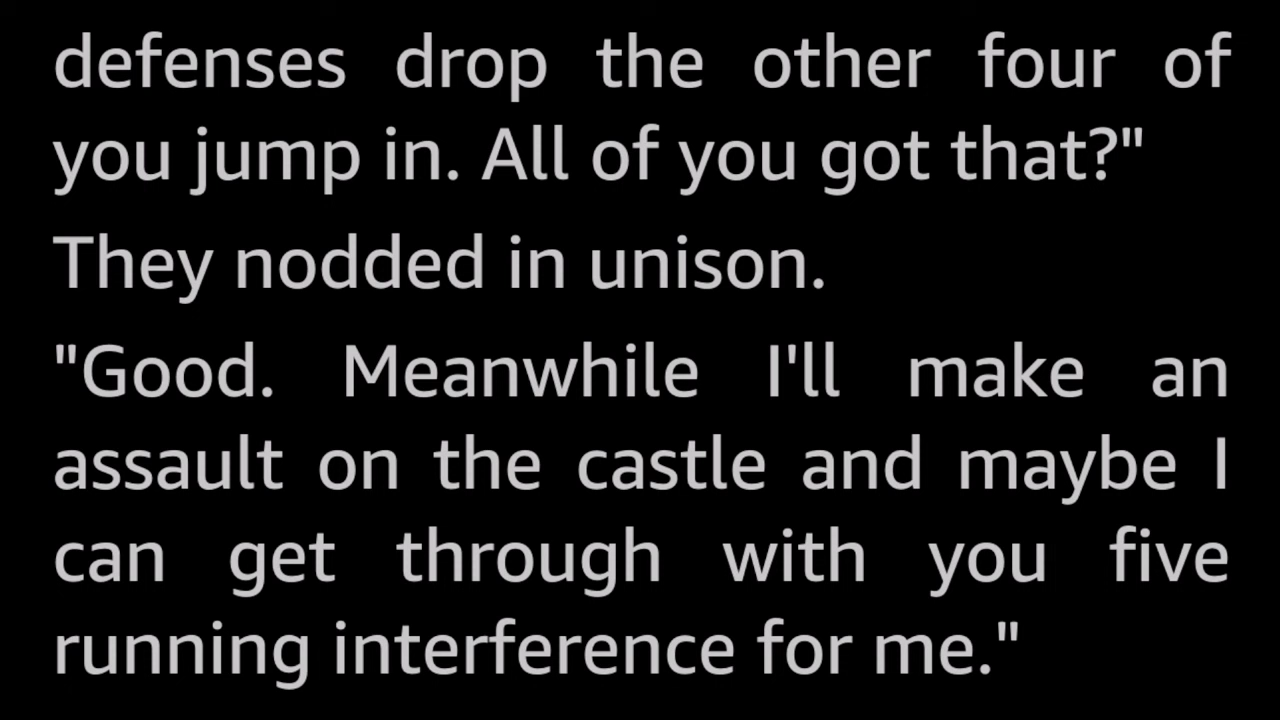 defenses drop the other four of
you jump in. All of you got that?"
They nodded in unison.
"Good. Meanwhile I'll make an
assault on the castle and maybe I
can get through with you five
running interference for me."